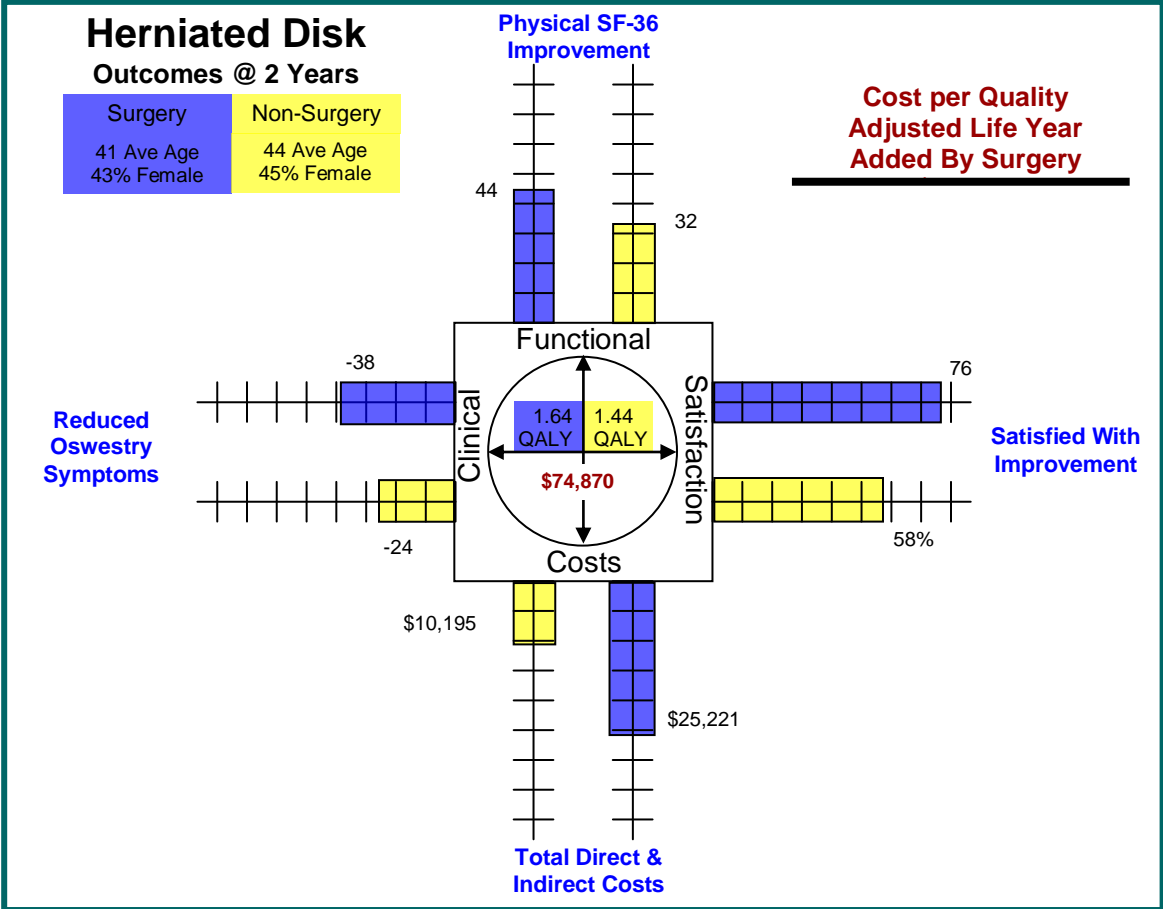 Herniated Disk
Outcomes @ 2 Years
Surgery
Non-Surgery
41 Ave Age
43% Female
44 Ave Age
45% Female
Physical SF-36
Improvement
Cost per Quality
Adjusted Life Year
Added By Surgery
44
32
Functional
-38
76
Reduced
Oswestry
Symptoms
Clinical
1.64
QALY
1.44
QALY
$74,870
Satisfaction
Satisfied With
Improvement
-24
58%
Costs
$10,195
$25,221
Total Direct &
Indirect Costs